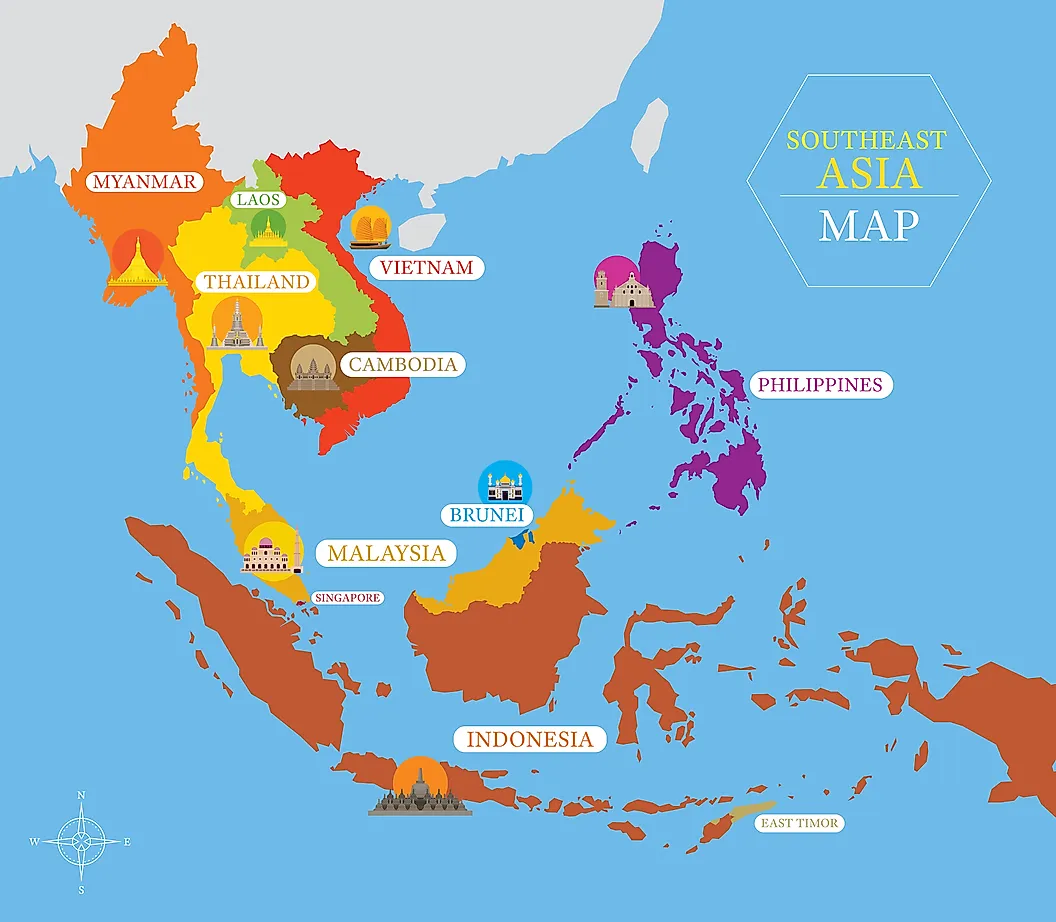 SOUTHEAST
ASIA
MAP
MYANMAR
LAOS
VIETNAM
THAILAND
CAMBODIA
PHILIPPINES
BRUNEI
MALAYSIA
SINGAPORE
INDONESIA
EAST TIMOR
N
W
E
S